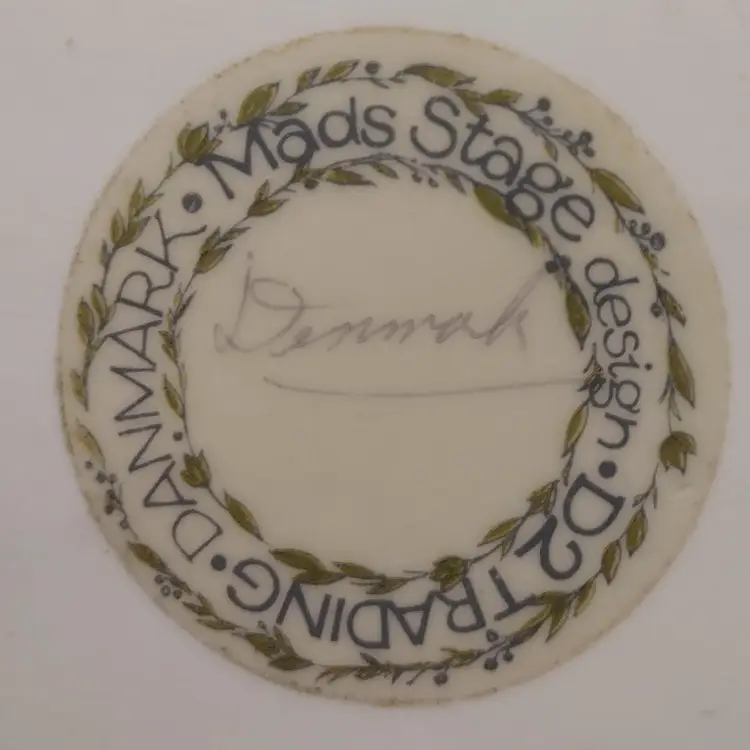 Mads Stage design • D2 TRADING • DANMARK •
Denmark